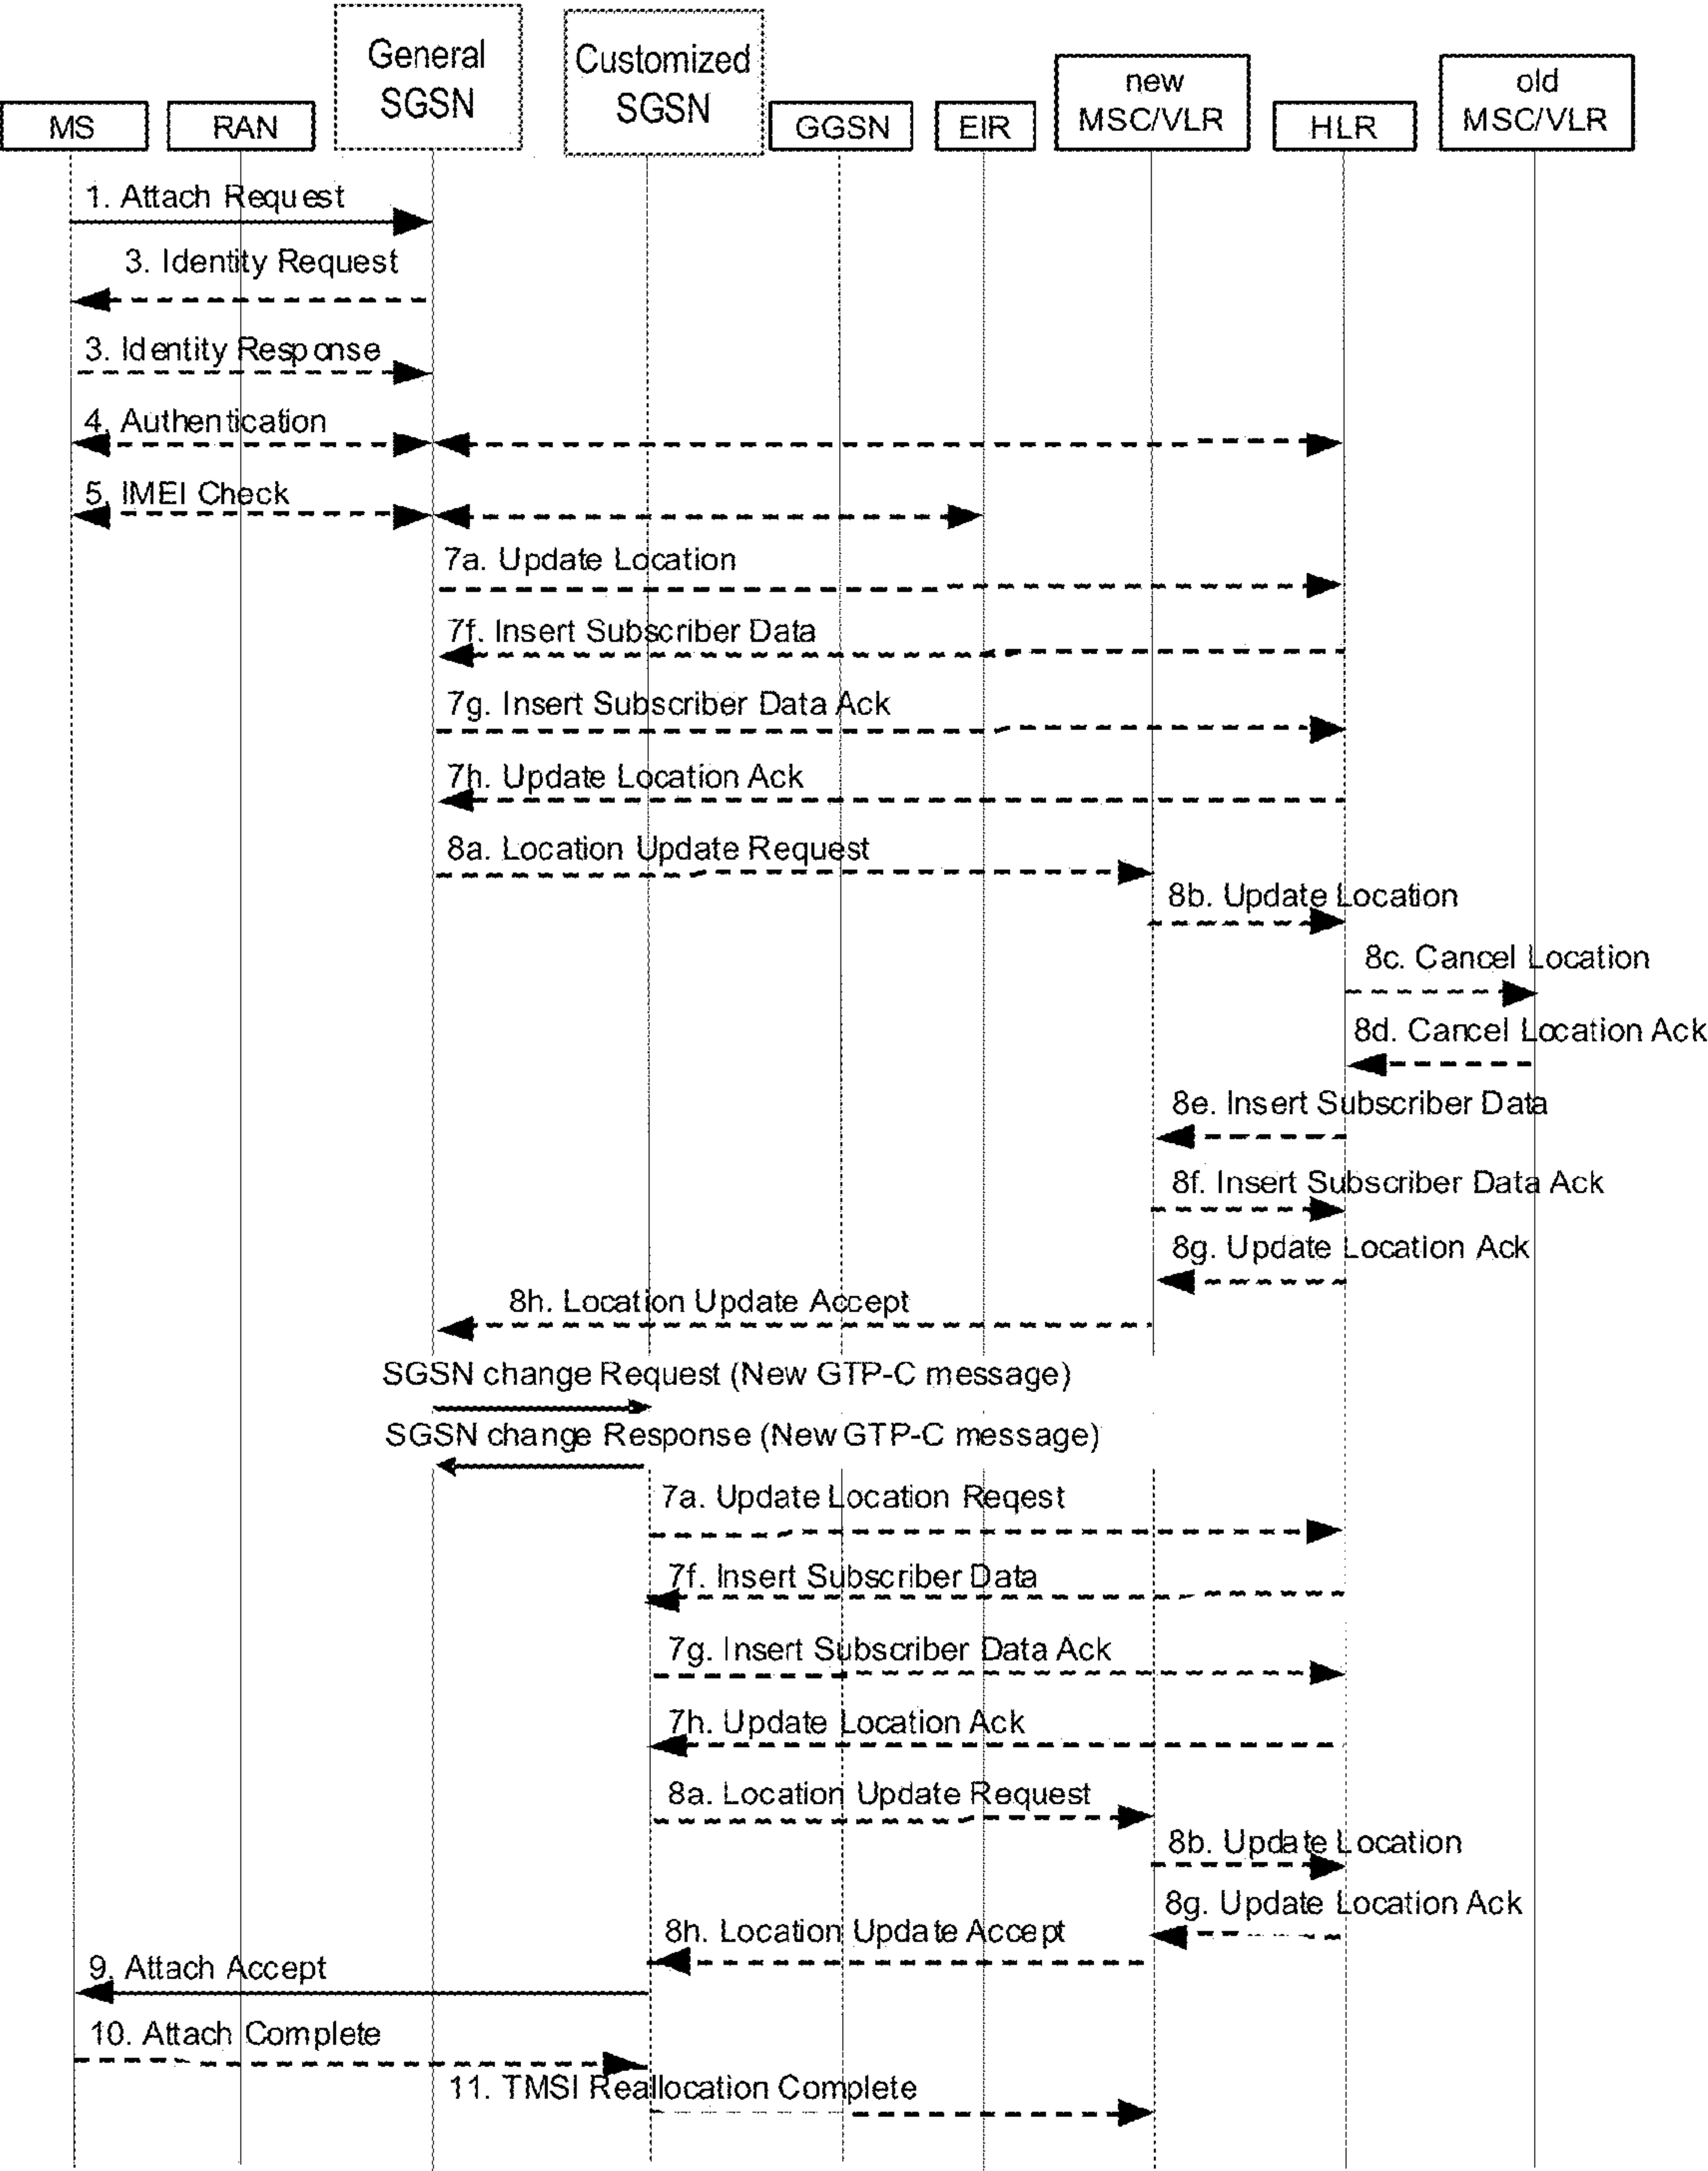 General
SGSN
Customized
SGSN
new
MSC/VLR
old
MSC/VLR
MS
RAN
GGSN
EIR
HLR
1. Attach Request
3. Identity Request
3. Identity Response
4. Authentication
5. IMEI Check
7a. Update Location
7f. Insert Subscriber Data
7g. Insert Subscriber Data Ack
7h. Update Location Ack
8a. Location Update Request
8b. Update Location
8c. Cancel Location
8d. Cancel Location Ack
8e. Insert Subscriber Data
8f. Insert Subscriber Data Ack
8g. Update Location Ack
8h. Location Update Accept
SGSN change Request (New GTP-C message)
SGSN change Response (New GTP-C message)
7a. Update Location Reqest
7f. Insert Subscriber Data
7g. Insert Subscriber Data Ack
7h. Update Location Ack
8a. Location Update Request
8b. Update Location
8g. Update Location Ack
8h. Location Update Accept
9. Attach Accept
10. Attach Complete
11. TMSI Reallocation Complete